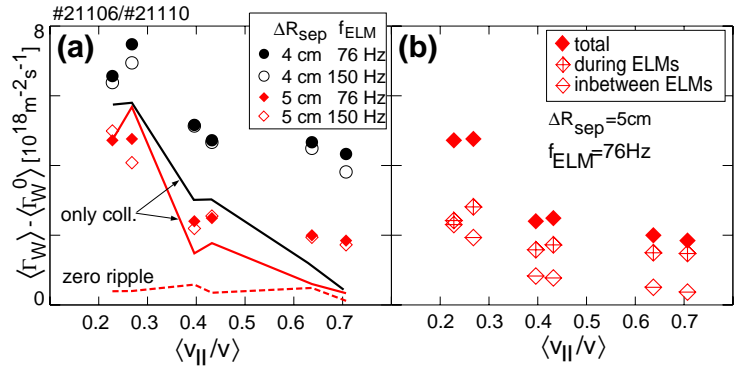 #21106/#21110
8
(a)
ΔR_sep f_ELM
4 cm 76 Hz
4 cm 150 Hz
5 cm 76 Hz
5 cm 150 Hz
only coll.
zero ripple
⟨Γ_W⟩-⟨Γ_W^0⟩ [10^18 m^-2 s^-1]
0
0.2 0.3 0.4 0.5 0.6 0.7
⟨v_||/v⟩
(b)
total
during ELMs
inbetween ELMs
ΔR_sep=5cm
f_ELM=76Hz
0.2 0.3 0.4 0.5 0.6 0.7
⟨v_||/v⟩